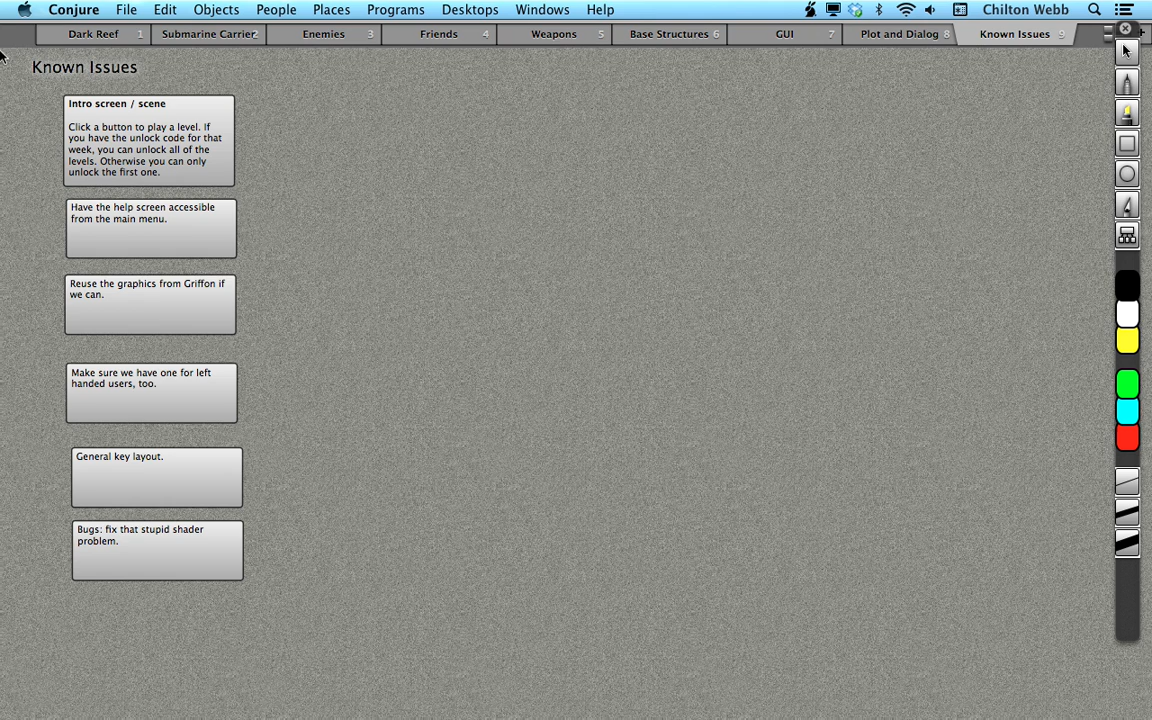 Conjure File Edit Objects People Places Programs Desktops Windows Help Chilton Webb
Dark Reef 1 Submarine Carrier 2 Enemies 3 Friends 4 Weapons 5 Base Structures 6 GUI 7 Plot and Dialog 8 Known Issues 9
Known Issues
Intro screen / scene
Click a button to play a level. If
you have the unlock code for that
week, you can unlock all of the
levels. Otherwise you can only
unlock the first one.
Have the help screen accessible
from the main menu.
Reuse the graphics from Griffon if
we can.
Make sure we have one for left
handed users, too.
General key layout.
Bugs: fix that stupid shader
problem.